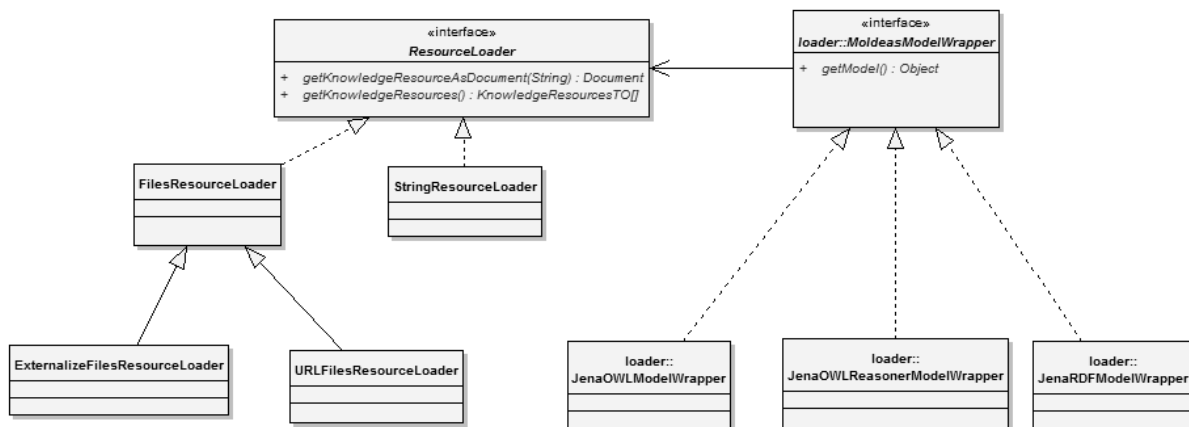 «interface»
ResourceLoader
+ getKnowledgeResourceAsDocument(String) : Document
+ getKnowledgeResources() : KnowledgeResourcesTO[]
«interface»
loader::MoldeasModelWrapper
+ getModel() : Object
FilesResourceLoader
StringResourceLoader
ExternalizeFilesResourceLoader
URLFilesResourceLoader
loader::
JenaOWLModelWrapper
loader::
JenaOWLReasonerModelWrapper
loader::
JenaRDFModelWrapper